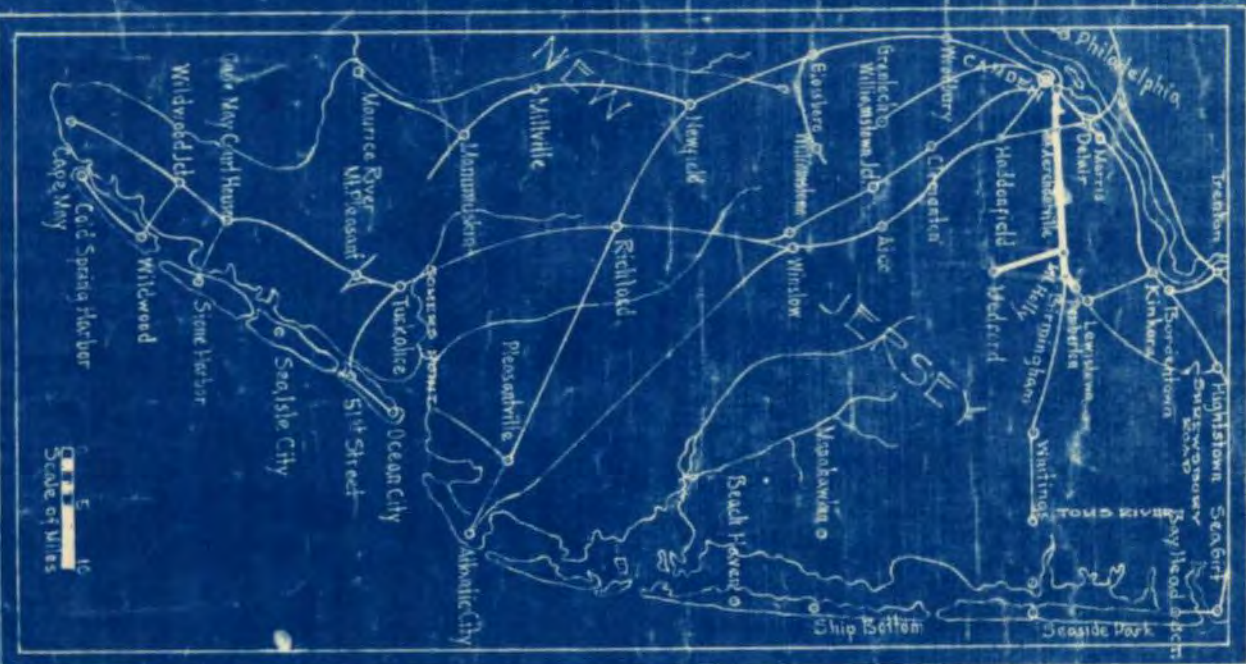 NEW
JERSEY
CAMDEN
Philadelphia
Trenton
Woodbury
Grenloch
Williamstown Jct
Glassboro
Williamstown
Clementon
Haddonfield
Merchantville
Morris
Delair
Kinkora
Bordentown
Hightstown
Lewistown
Pemberton
Birmingham
Mt Holly
Medford
Whitings
TOMS RIVER
Bay Head
Seagirt
Seaside Park
Ship Bottom
Beach Haven
Manahawkin
Atco
Winslow
Newfield
Millville
Manumuskin
Maurice River
Richland
Mt. Pleasant
Tuckahoe
SOMERS POINT
Pleasantville
Atlantic City
Ocean City
51st Street
Sea Isle City
Stone Harbor
Cape May Court House
Wildwood Jct
Wildwood
Cold Spring Harbor
Cape May
0 5 10
Scale of Miles